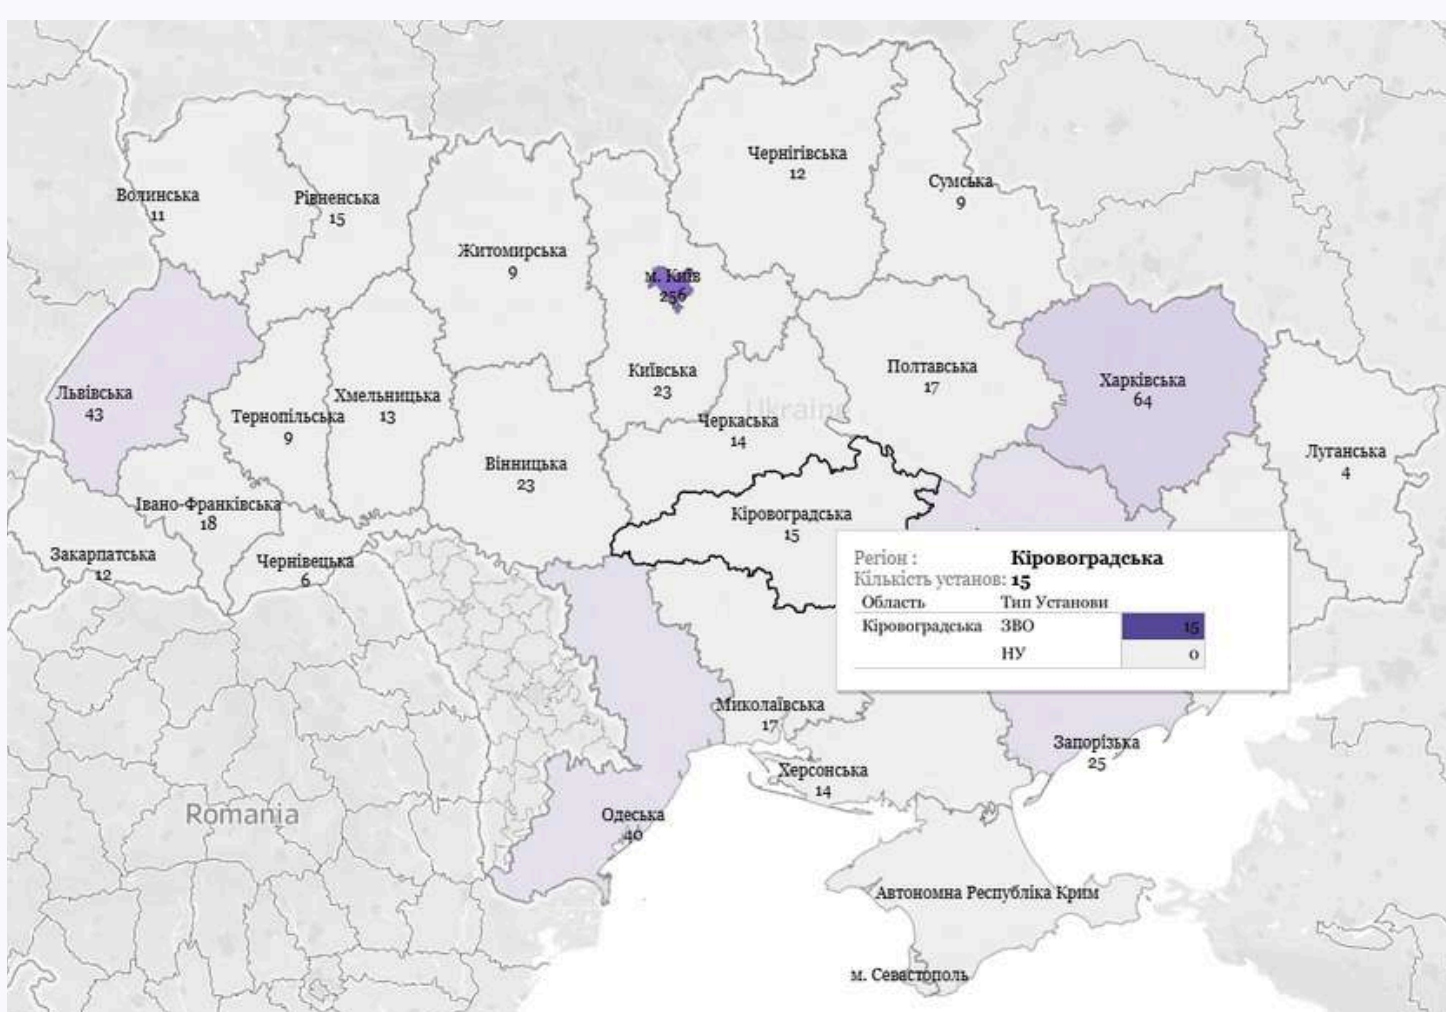 Чернігівська
12
Сумська
9
Волинська
11
Рівненська
15
Житомирська
9
м. Київ
256
Київська
23
Полтавська
17
Харківська
64
Львівська
43
Хмельницька
13
Тернопільська
9
Ukraine
Черкаська
14
Луганська
4
Вінницька
23
Івано-Франківська
18
Кіровоградська
15
Закарпатська
12
Чернівецька
6
Регіон : Кіровоградська
Кількість установ: 15
Область Тип Установи
Кіровоградська ЗВО 15
НУ 0
Миколаївська
17
Запорізька
25
Херсонська
14
Romania
Одеська
40
Автономна Республіка Крим
м. Севастополь